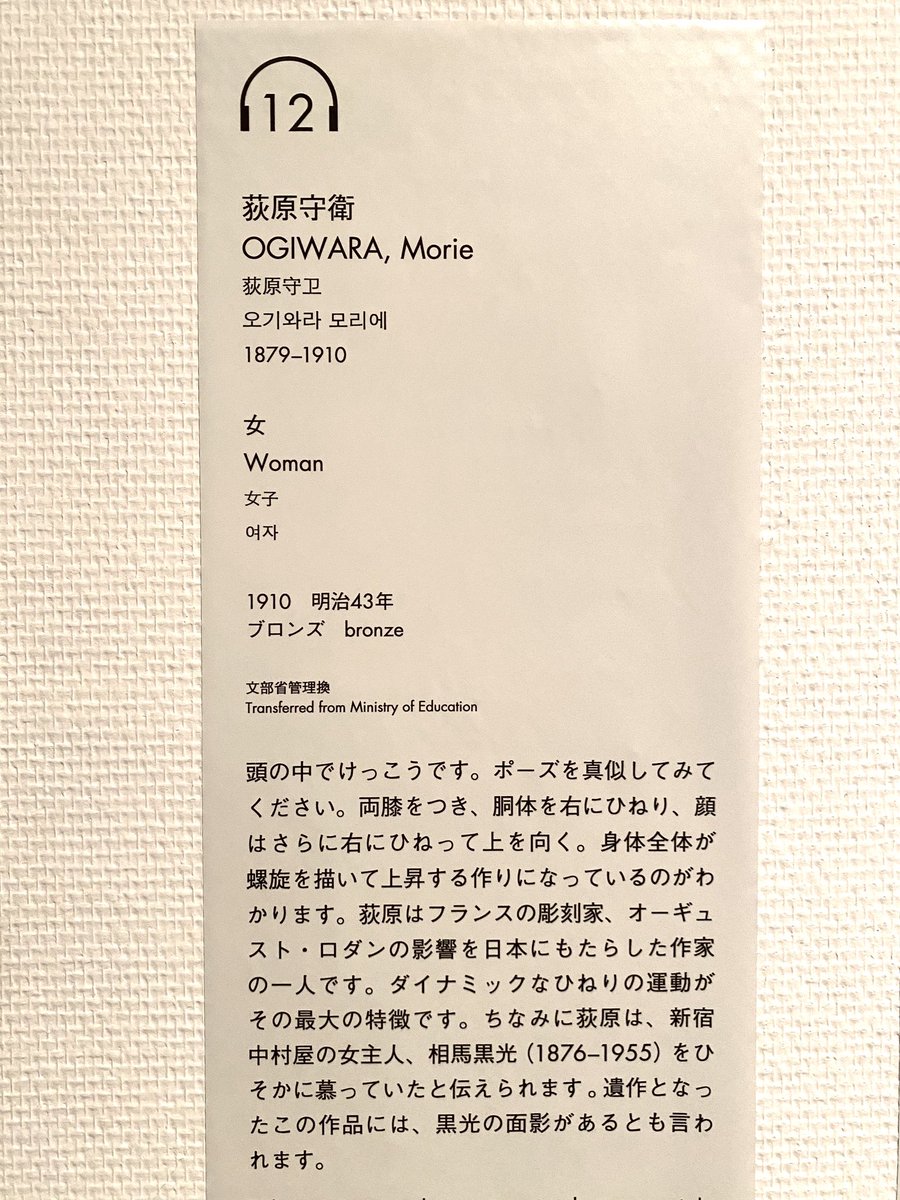 12
荻原守衛
OGIWARA, Morie
荻原守卫
오기와라 모리에
1879–1910
女
Woman
女子
여자
1910　明治43年
ブロンズ　bronze
文部省管理換
Transferred from Ministry of Education
頭の中でけっこうです。ポーズを真似してみて
ください。両膝をつき、胴体を右にひねり、顔
はさらに右にひねって上を向く。身体全体が
螺旋を描いて上昇する作りになっているのがわ
かります。荻原はフランスの彫刻家、オーギュ
スト・ロダンの影響を日本にもたらした作家
の一人です。ダイナミックなひねりの運動が
その最大の特徴です。ちなみに荻原は、新宿
中村屋の女主人、相馬黒光（1876–1955）をひ
そかに慕っていたと伝えられます。遺作となっ
たこの作品には、黒光の面影があるとも言わ
れます。